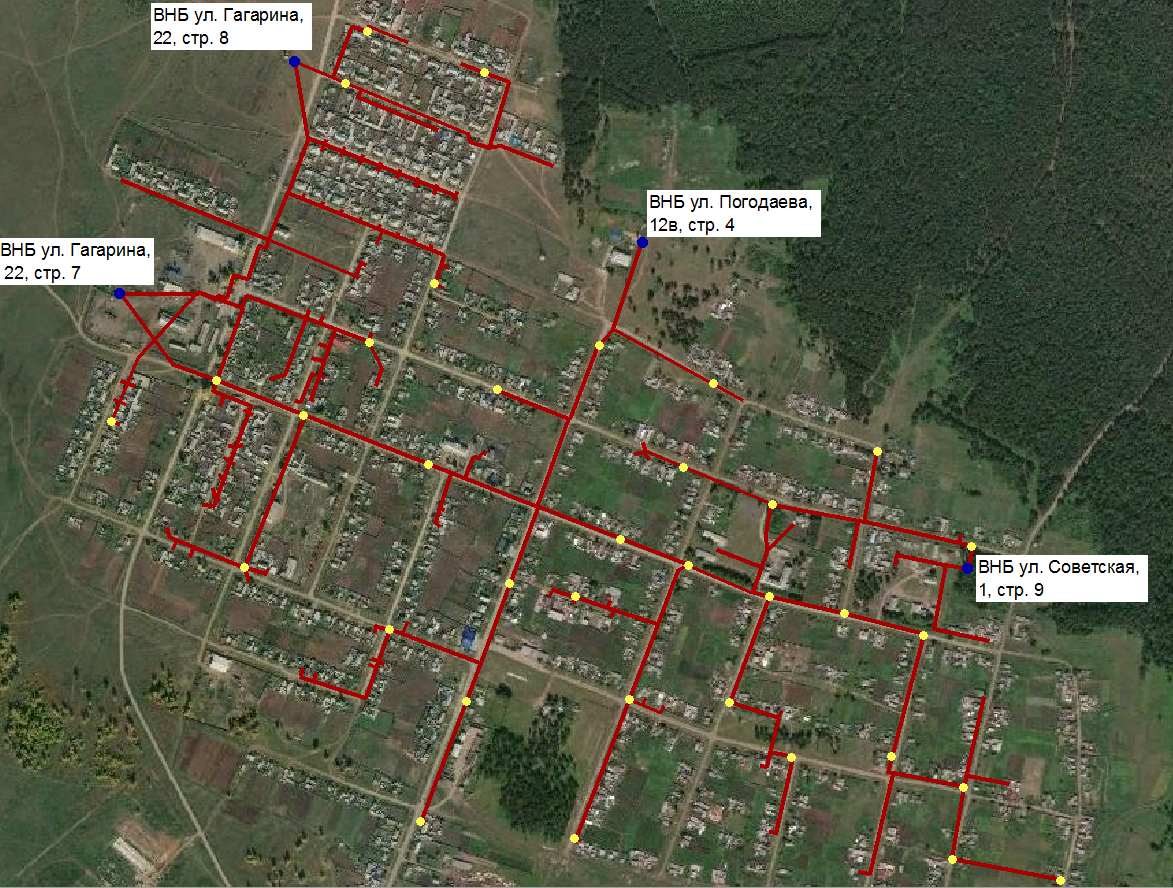 ВНБ ул. Гагарина,
22, стр. 8
ВНБ ул. Погодаева,
12в, стр. 4
ВНБ ул. Гагарина,
22, стр. 7
ВНБ ул. Советская,
1, стр. 9